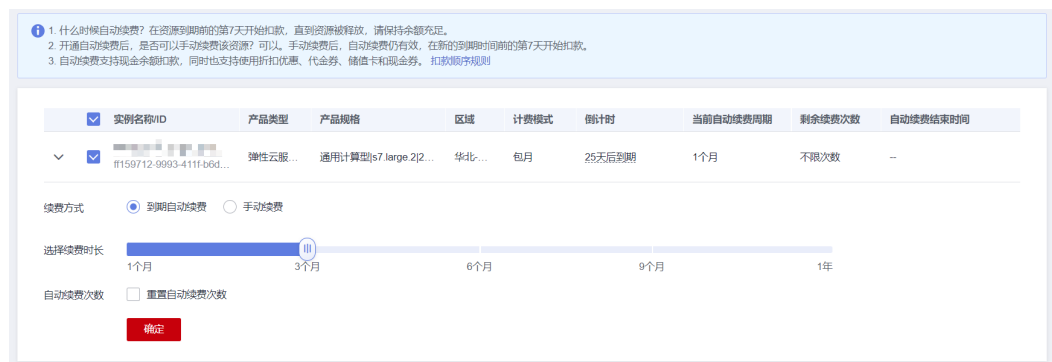 1. 什么时候自动续费？在资源到期前的第7天开始扣款，直到资源被释放，请保持余额充足。
2. 开通自动续费后，是否可以手动续费该资源？可以。手动续费后，自动续费仍有效，在新的到期时间前的第7天开始扣款。
3. 自动续费支持现金余额扣款，同时也支持使用折扣优惠、代金券、储值卡和现金券。 扣款顺序规则
实例名称/ID 产品类型 产品规格 区域 计费模式 倒计时 当前自动续费周期 剩余续费次数 自动续费结束时间
ff159712-9993-411f-b6d... 弹性云服... 通用计算型|s7.large.2|2... 华北-... 包月 25天后到期 1个月 不限次数 --
续费方式 到期自动续费 手动续费
选择续费时长
1个月 3个月 6个月 9个月 1年
自动续费次数 重置自动续费次数
确定